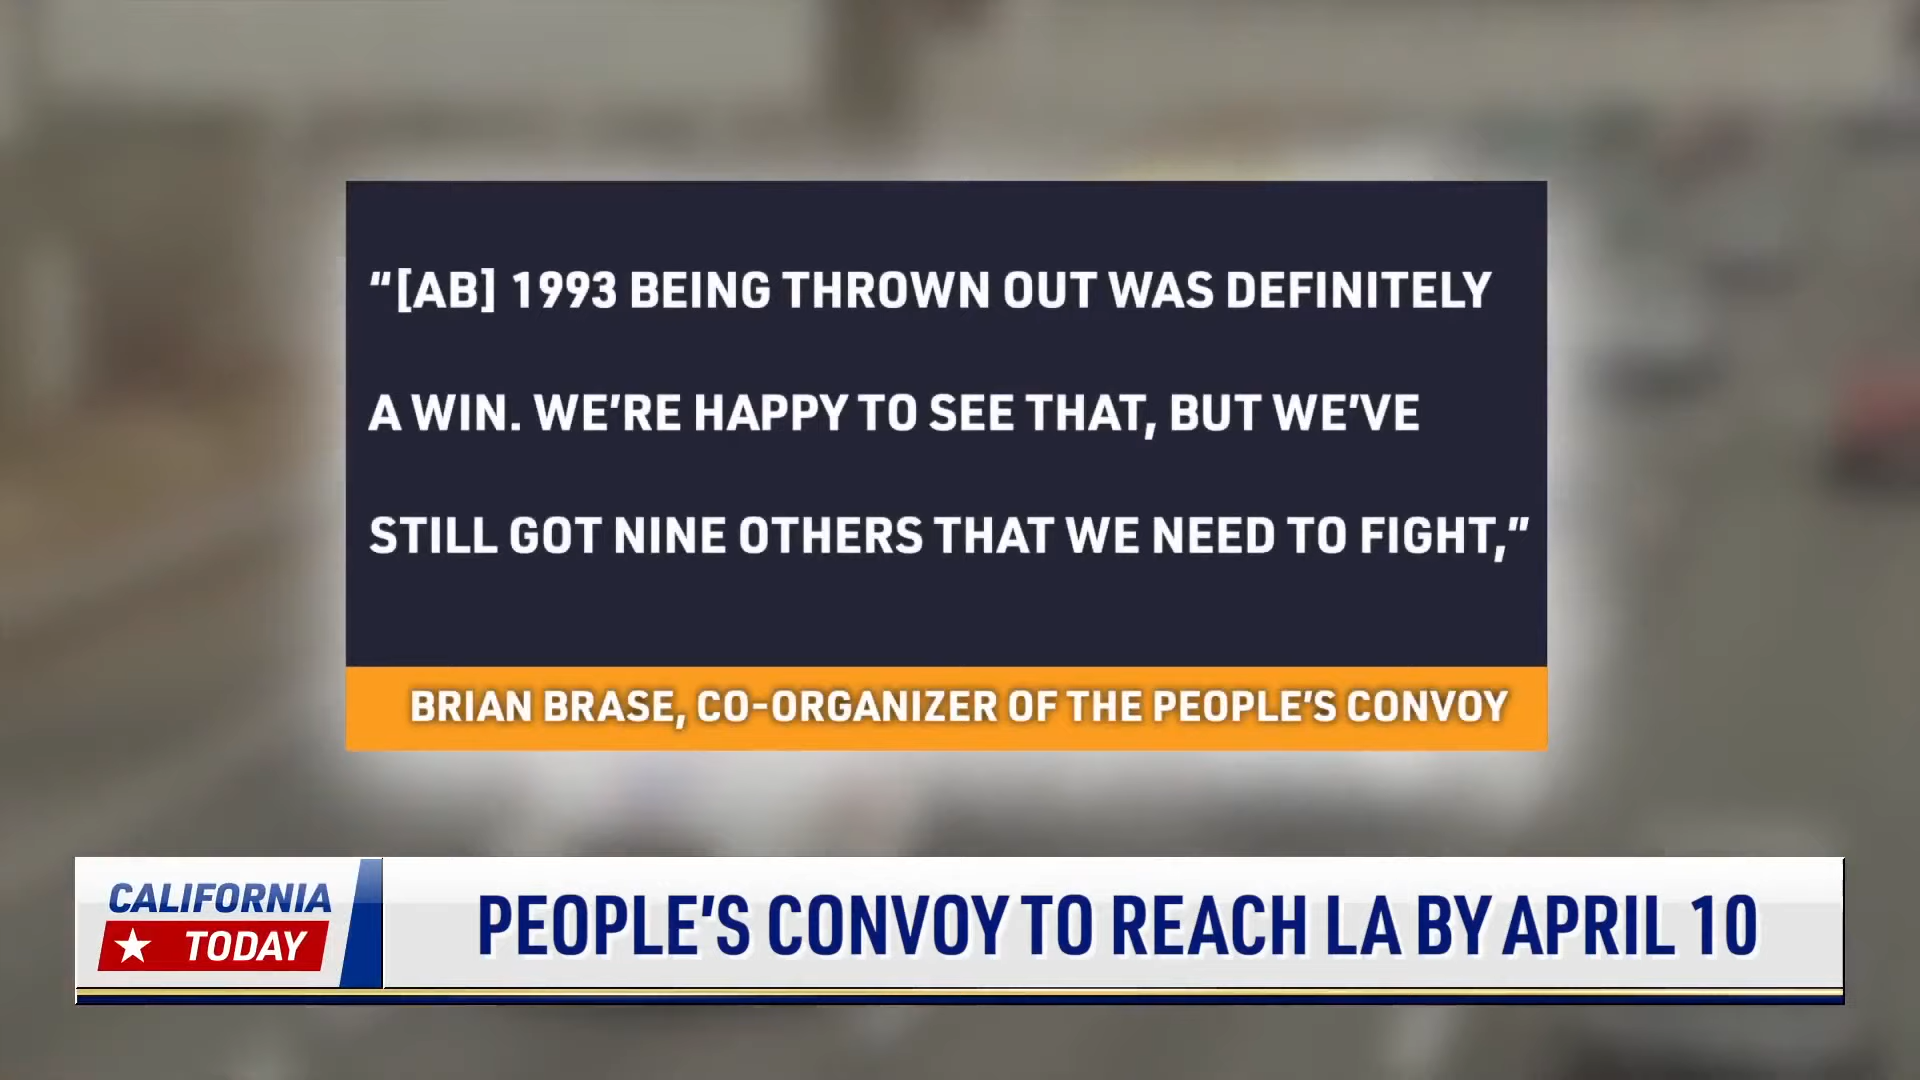 “[AB] 1993 BEING THROWN OUT WAS DEFINITELY
A WIN. WE’RE HAPPY TO SEE THAT, BUT WE’VE
STILL GOT NINE OTHERS THAT WE NEED TO FIGHT,”
BRIAN BRASE, CO-ORGANIZER OF THE PEOPLE’S CONVOY
CALIFORNIA
TODAY
PEOPLE’S CONVOY TO REACH LA BY APRIL 10